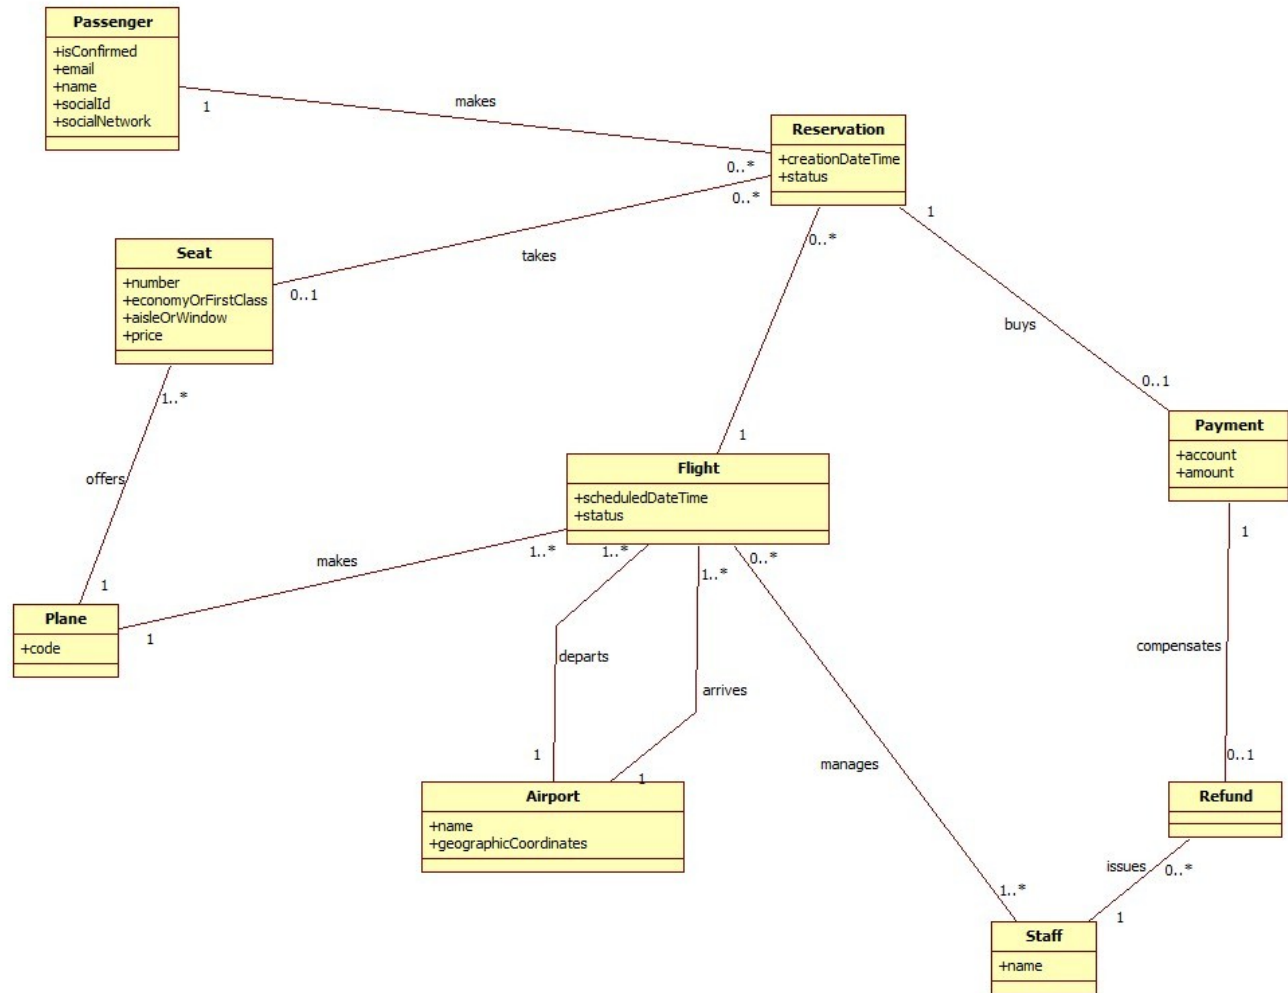 Passenger
+isConfirmed
+email
+name
+socialId
+socialNetwork
1
makes
0..*
Reservation
+creationDateTime
+status
0..*
takes
0..1
Seat
+number
+economyOrFirstClass
+aisleOrWindow
+price
0..*
1
1
buys
0..1
Payment
+account
+amount
1..*
offers
1
Flight
+scheduledDateTime
+status
Plane
+code
1
makes
1..*
1..*
departs
1
1..*
arrives
1
Airport
+name
+geographicCoordinates
0..*
manages
1..*
1
compensates
0..1
Refund
0..*
issues
1
Staff
+name